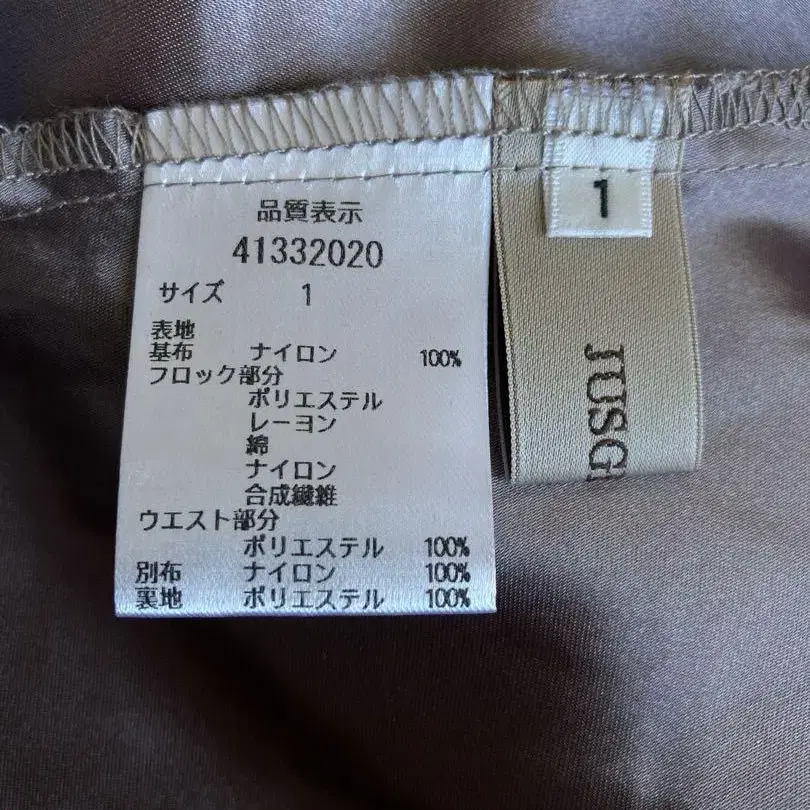 品質表示
41332020
サイズ 1
表地
基布 ナイロン 100%
フロック部分
ポリエステル
レーヨン
綿
ナイロン
合成繊維
ウエスト部分
ポリエステル 100%
別布 ナイロン 100%
裏地 ポリエステル 100%
1
JUSG